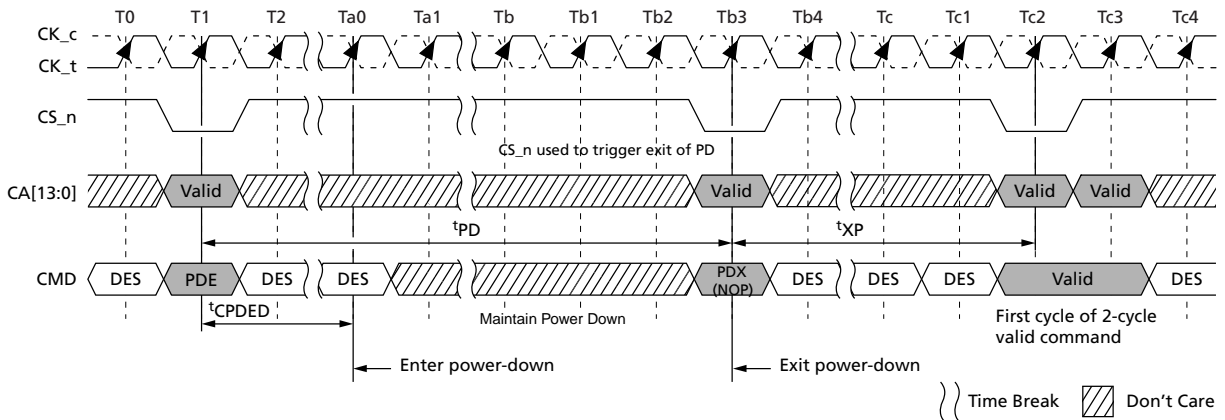 T0 T1 T2 Ta0 Ta1 Tb Tb1 Tb2 Tb3 Tb4 Tc Tc1 Tc2 Tc3 Tc4
CK_c
CK_t
CS_n
CS_n used to trigger exit of PD
CA[13:0] Valid Valid Valid Valid
tPD tXP
CMD DES PDE DES DES PDX (NOP) DES DES DES Valid DES
tCPDED
Maintain Power Down
First cycle of 2-cycle
valid command
Enter power-down Exit power-down
Time Break Don't Care